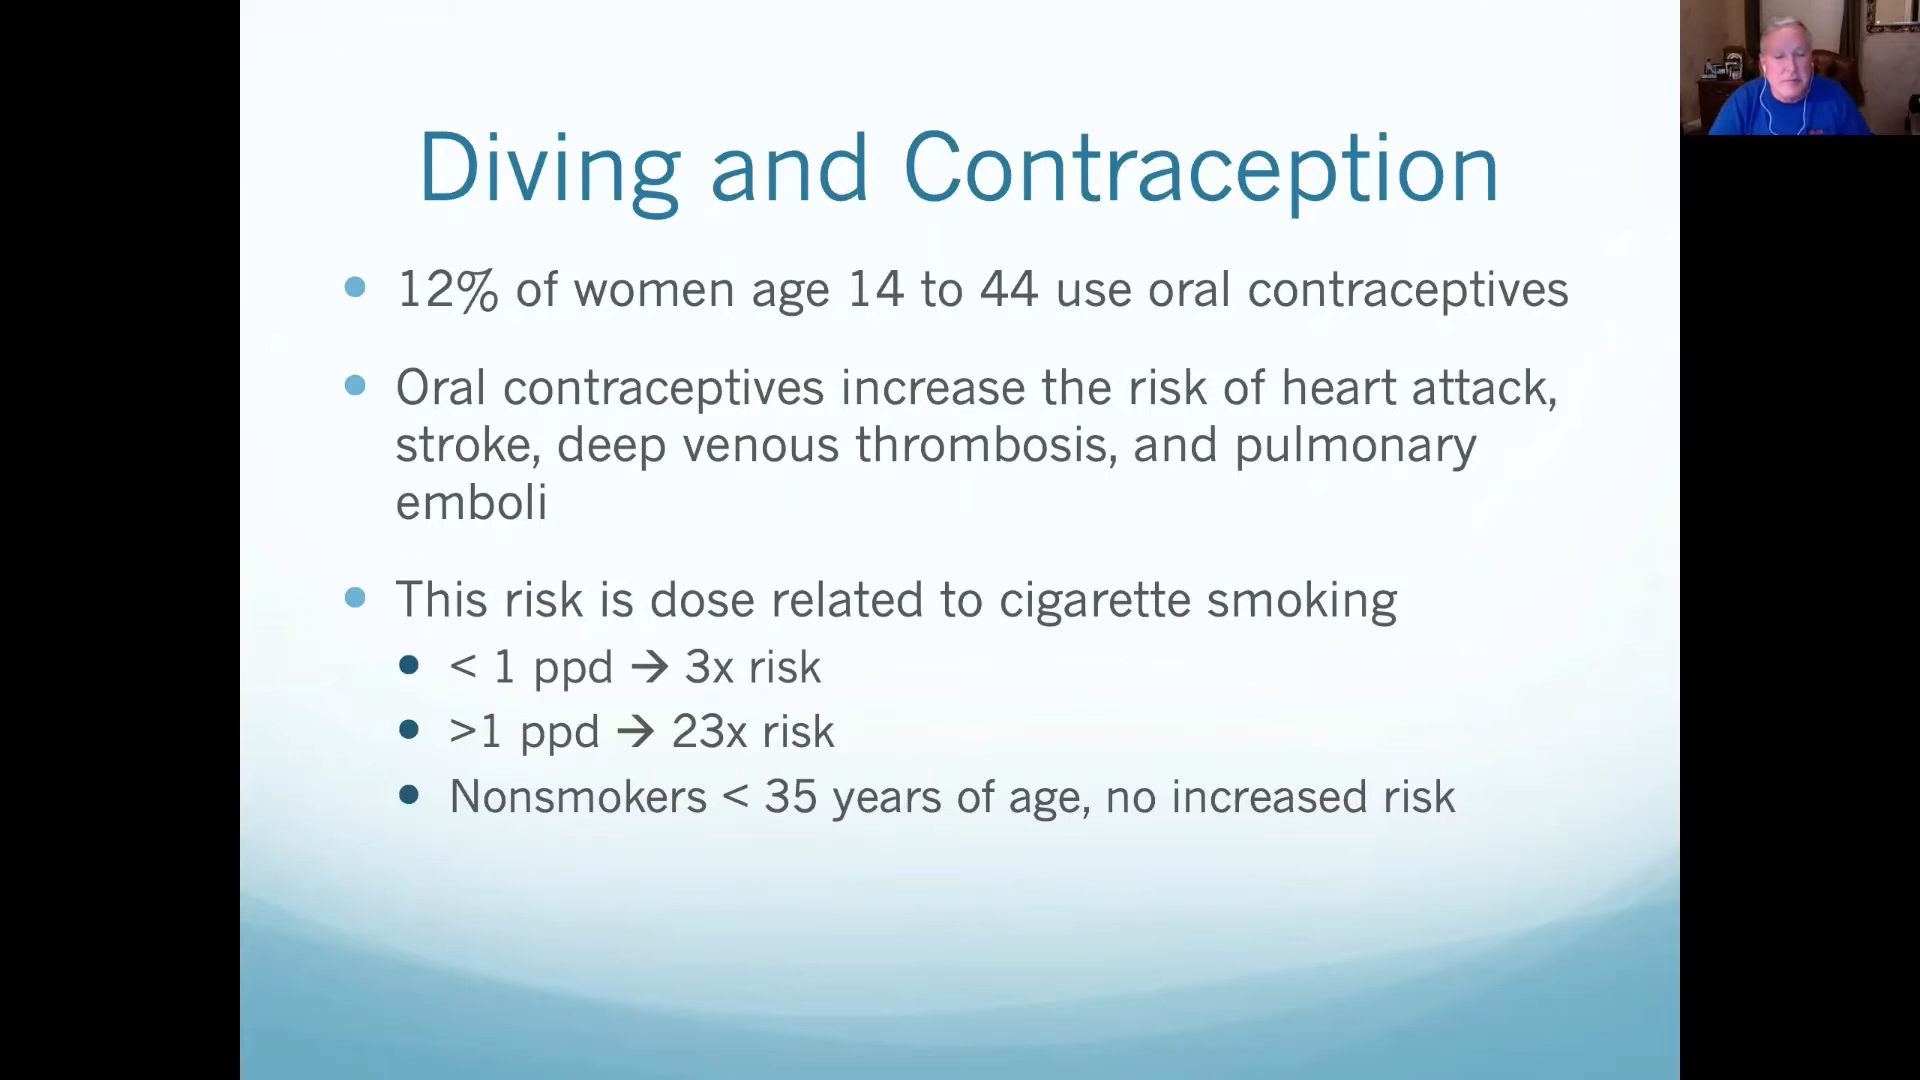 Diving and Contraception
12% of women age 14 to 44 use oral contraceptives
Oral contraceptives increase the risk of heart attack,
stroke, deep venous thrombosis, and pulmonary
emboli
This risk is dose related to cigarette smoking
< 1 ppd → 3x risk
>1 ppd → 23x risk
Nonsmokers < 35 years of age, no increased risk